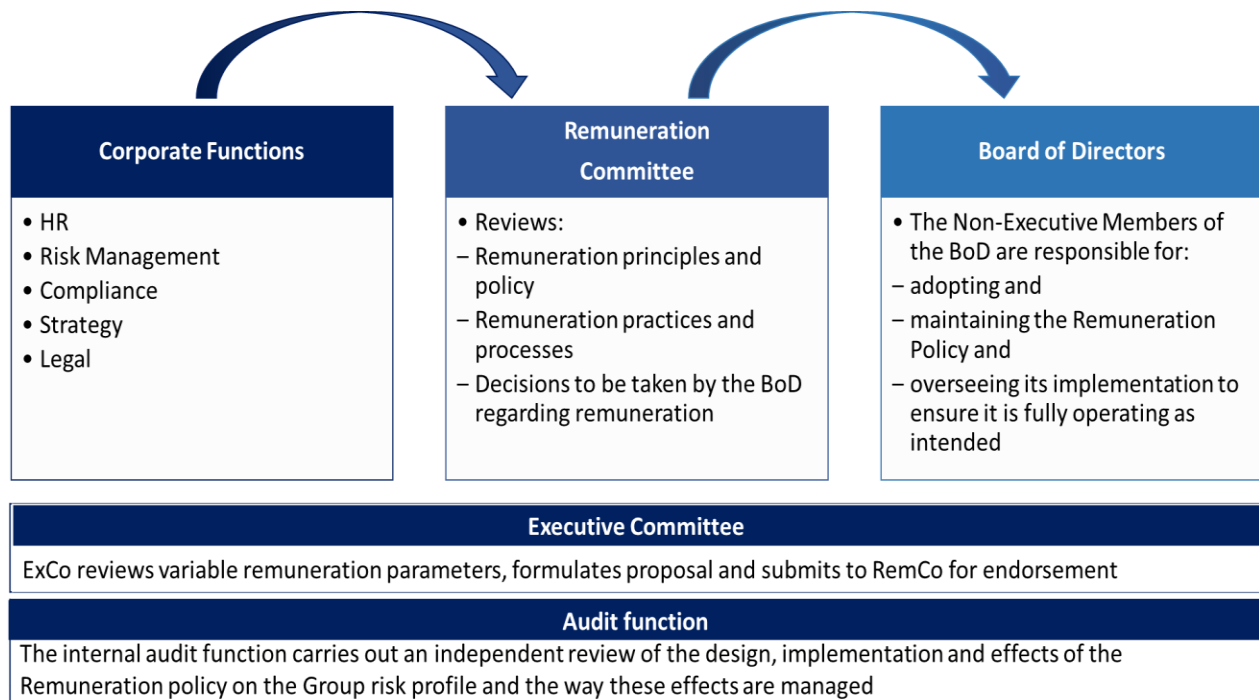 Corporate Functions
• HR
• Risk Management
• Compliance
• Strategy
• Legal
Remuneration
Committee
• Reviews:
– Remuneration principles and
policy
– Remuneration practices and
processes
– Decisions to be taken by the BoD
regarding remuneration
Board of Directors
• The Non-Executive Members of
the BoD are responsible for:
– adopting and
– maintaining the Remuneration
Policy and
– overseeing its implementation to
ensure it is fully operating as
intended
Executive Committee
ExCo reviews variable remuneration parameters, formulates proposal and submits to RemCo for endorsement
Audit function
The internal audit function carries out an independent review of the design, implementation and effects of the
Remuneration policy on the Group risk profile and the way these effects are managed